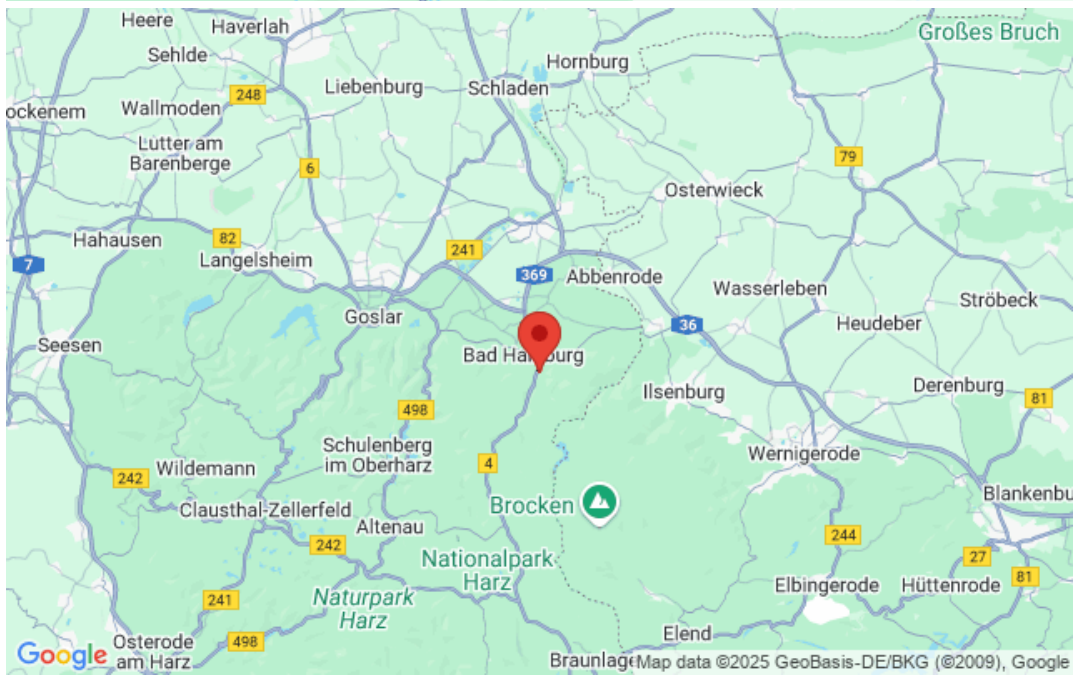 Heere
Haverlah
Großes Bruch
Sehlde
Hornburg
Liebenburg
Schladen
248
ockenem
Wallmoden
Lutter am
Barenberge
79
6
Osterwieck
Hahausen
82
241
7
Langelsheim
369
Abbenrode
Wasserleben
Ströbeck
Goslar
36
Heudeber
Seesen
Bad Ha
burg
Ilsenburg
Derenburg
81
498
Schulenberg
im Oberharz
Wernigerode
4
Wildemann
242
Brocken
Blankenbu
Clausthal-Zellerfeld
Altenau
244
242
Nationalpark
Harz
27
Elbingerode
Hüttenrode
81
Naturpark
Harz
241
Elend
498
Osterode
am Harz
Google
Braunlage
Map data ©2025 GeoBasis-DE/BKG (©2009), Google